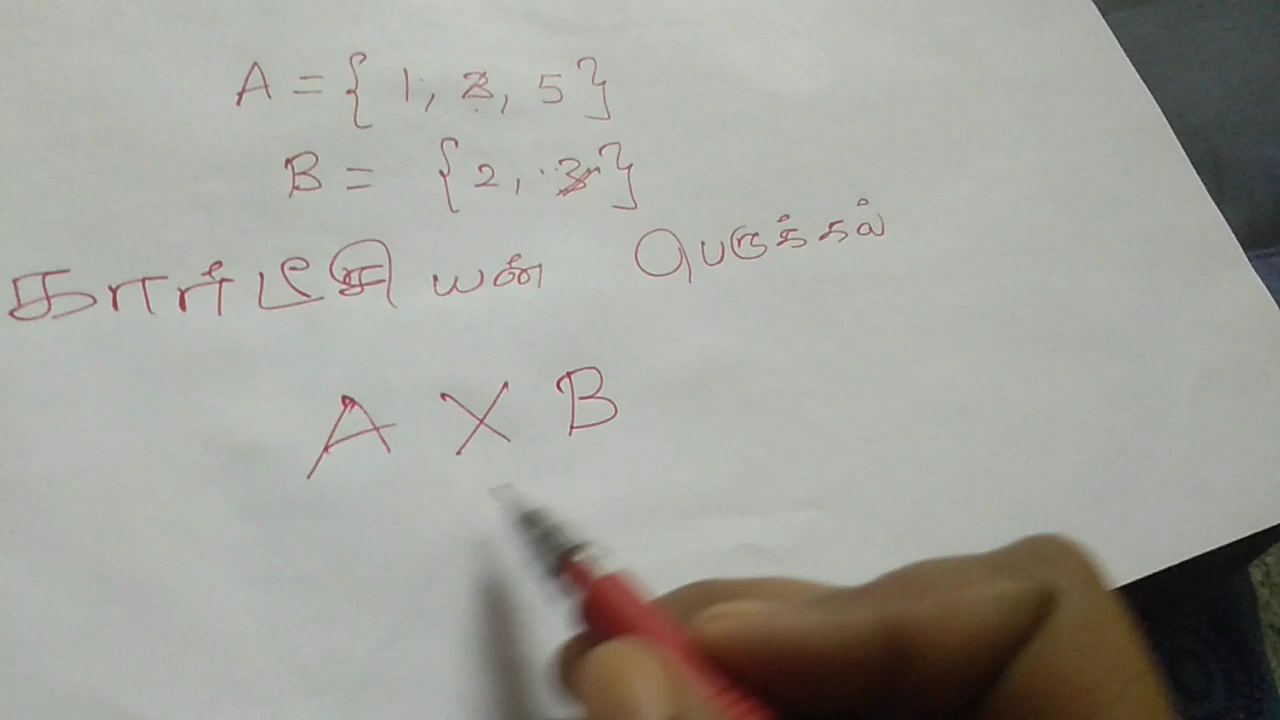 A = { 1, 2, 5 }
B = { 2, 3 }
கார்டீசியன் பெருக்கல்
A X B